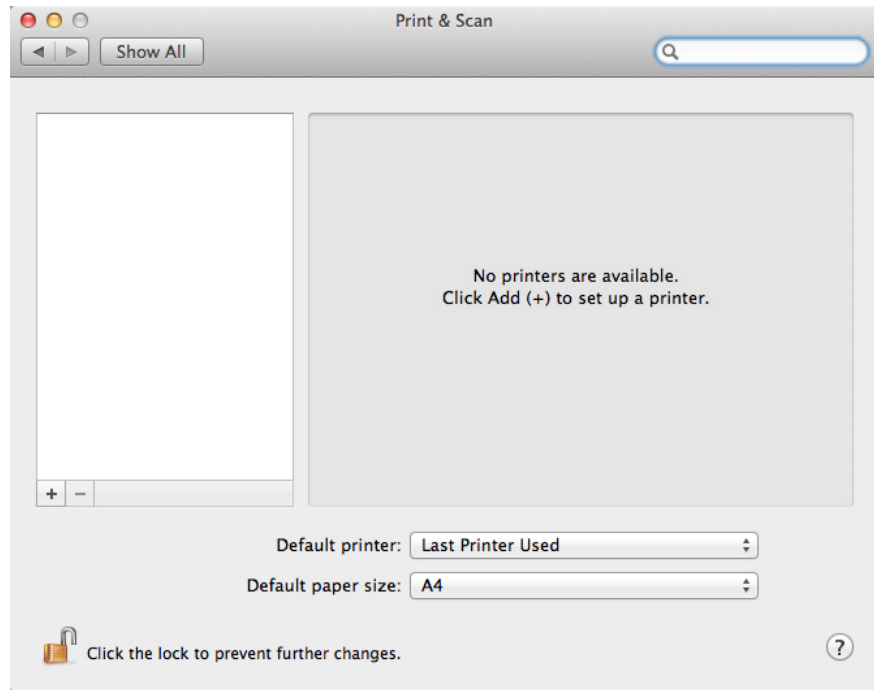 Print & Scan
Show All
No printers are available.
Click Add (+) to set up a printer.
+ −
Default printer: Last Printer Used
Default paper size: A4
Click the lock to prevent further changes.
?